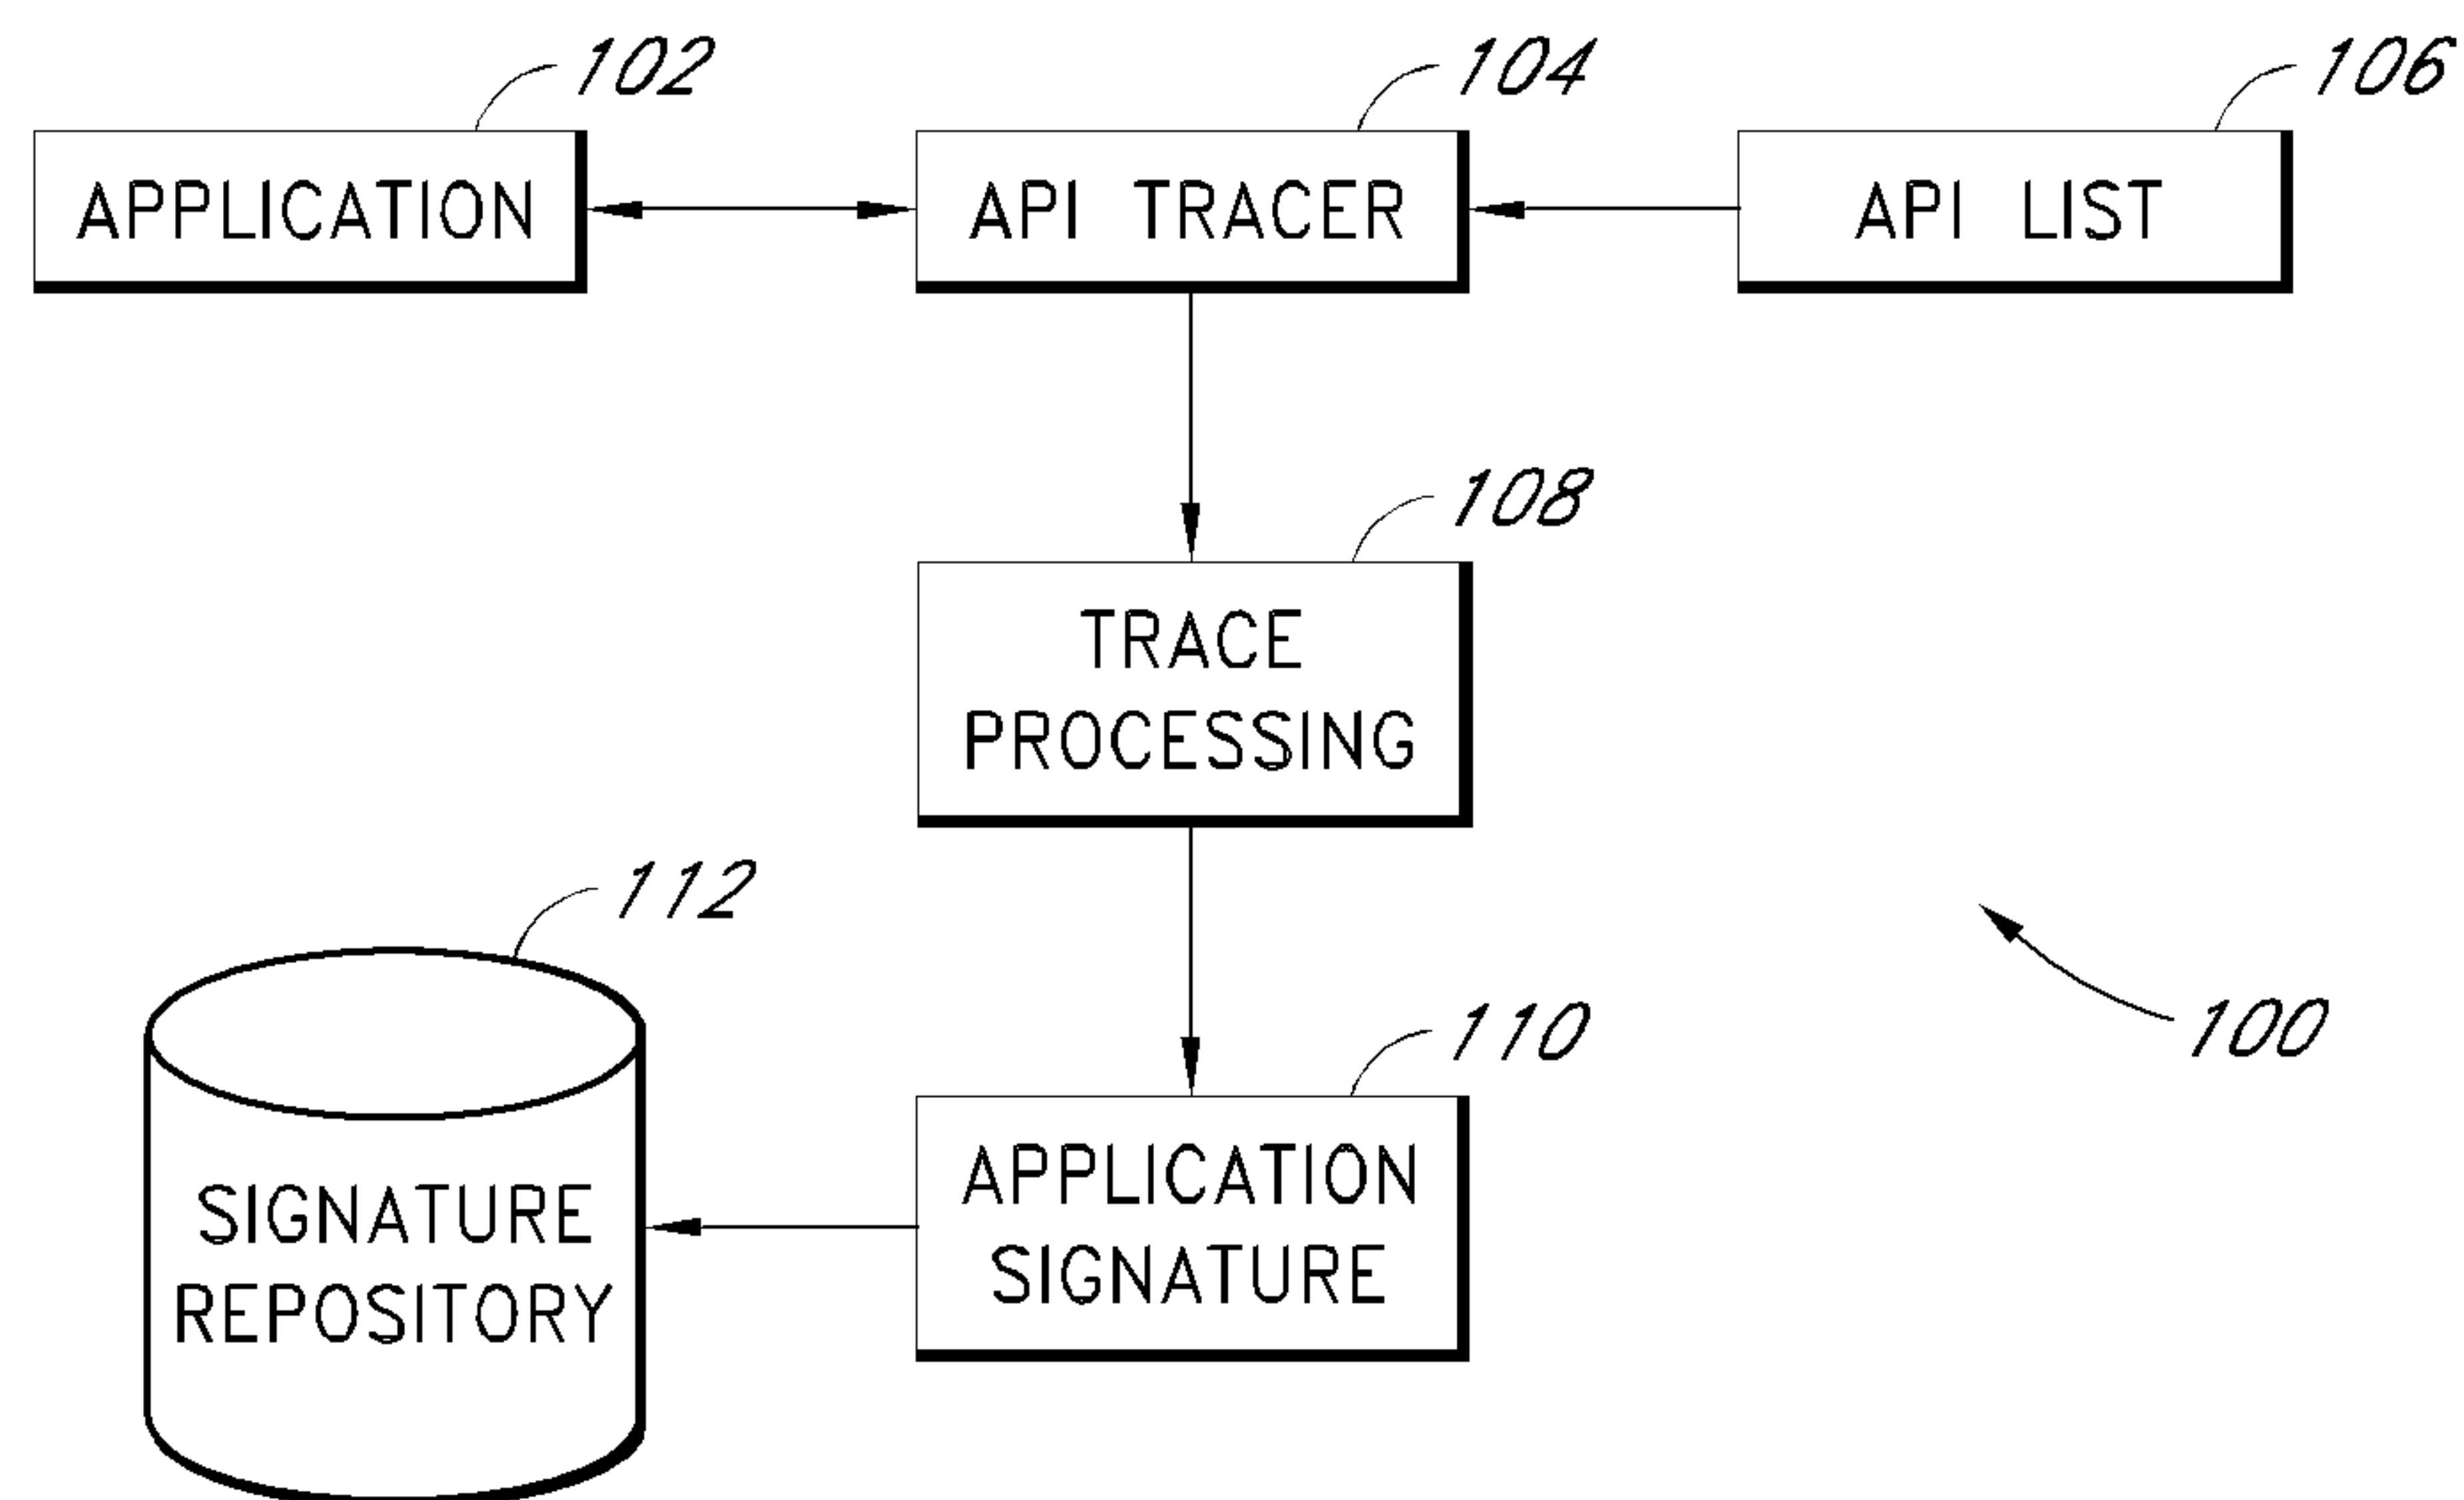 102
104
106
APPLICATION
API TRACER
API LIST
108
TRACE
PROCESSING
112
100
110
APPLICATION
SIGNATURE
SIGNATURE
REPOSITORY